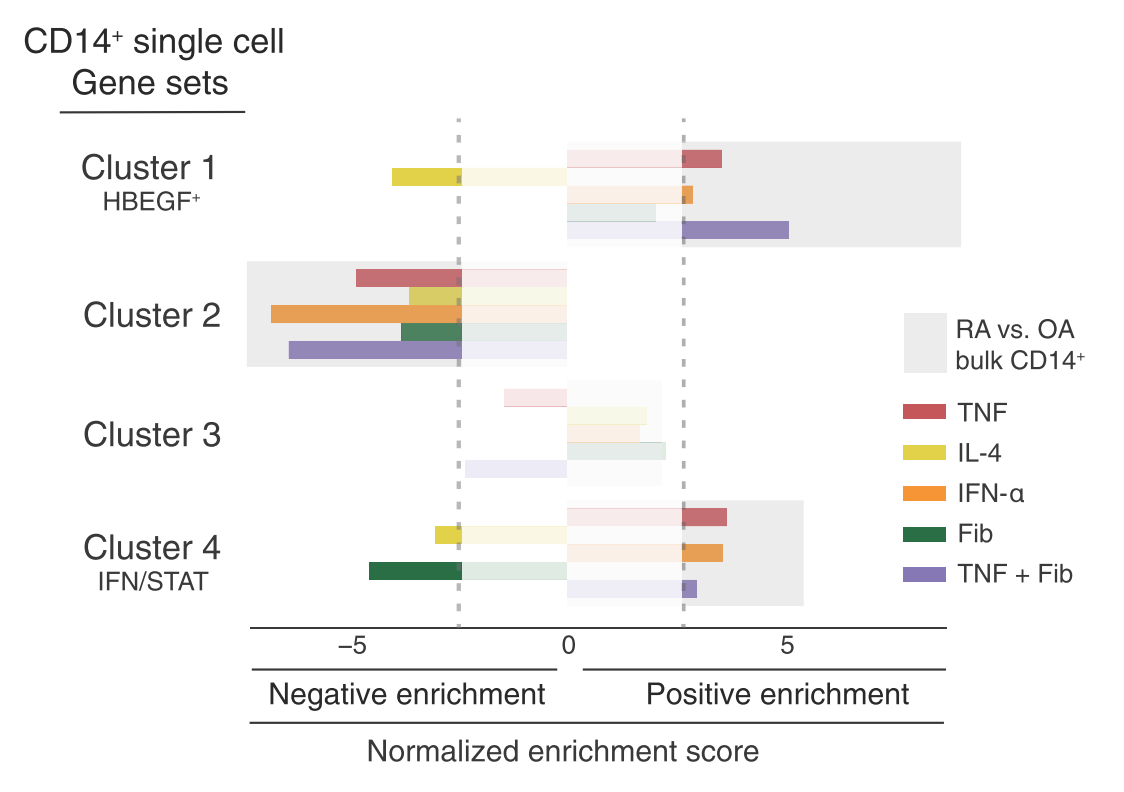 CD14⁺ single cell
Gene sets
Cluster 1
HBEGF⁺
Cluster 2
Cluster 3
Cluster 4
IFN/STAT
RA vs. OA
bulk CD14⁺
TNF
IL-4
IFN-α
Fib
TNF + Fib
−5 0 5
Negative enrichment Positive enrichment
Normalized enrichment score